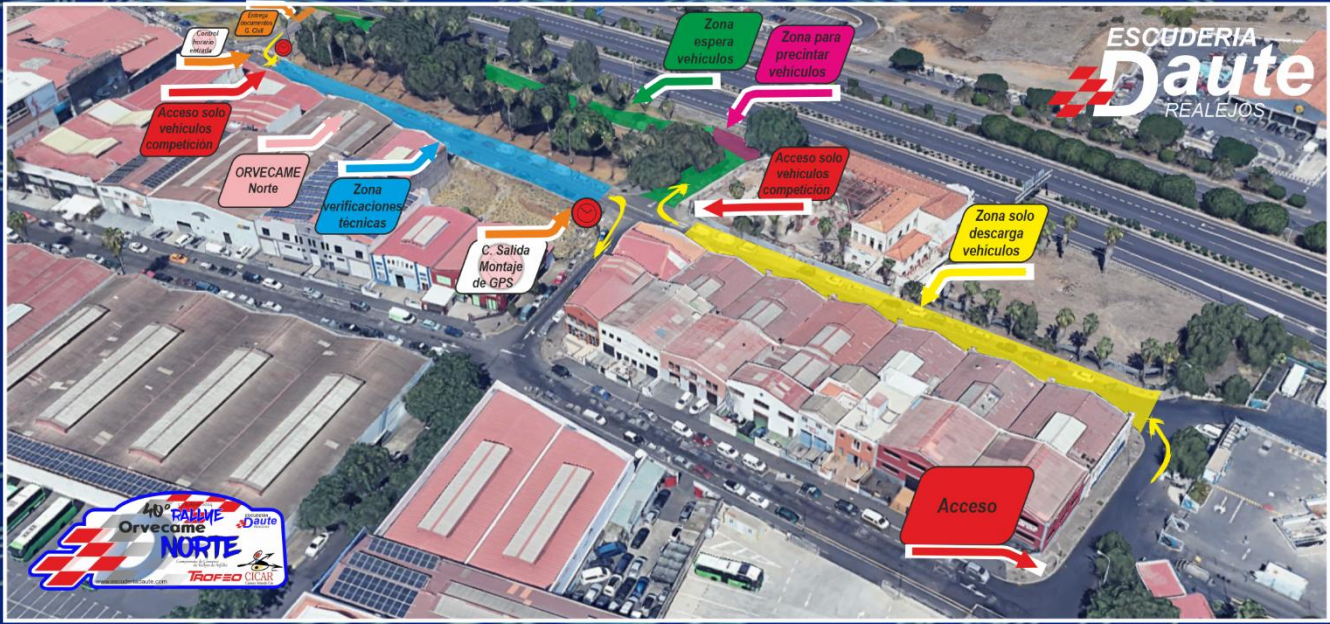 Entrega
documentos
G. Civil
Control
horario
entrada
Zona
espera
vehículos
Zona para
precintar
vehículos
ESCUDERIA
Daute
REALEJOS
Acceso solo
vehículos
competición
ORVECAME
Norte
Zona
verificaciones
técnicas
Acceso solo
vehículos
competición
Zona solo
descarga
vehículos
C. Salida
Montaje
de GPS
Acceso
40º RALLYE
Orvecame
NORTE
ESCUDERIA
Daute
TROFEO CICAR
www.escuderiadaute.com